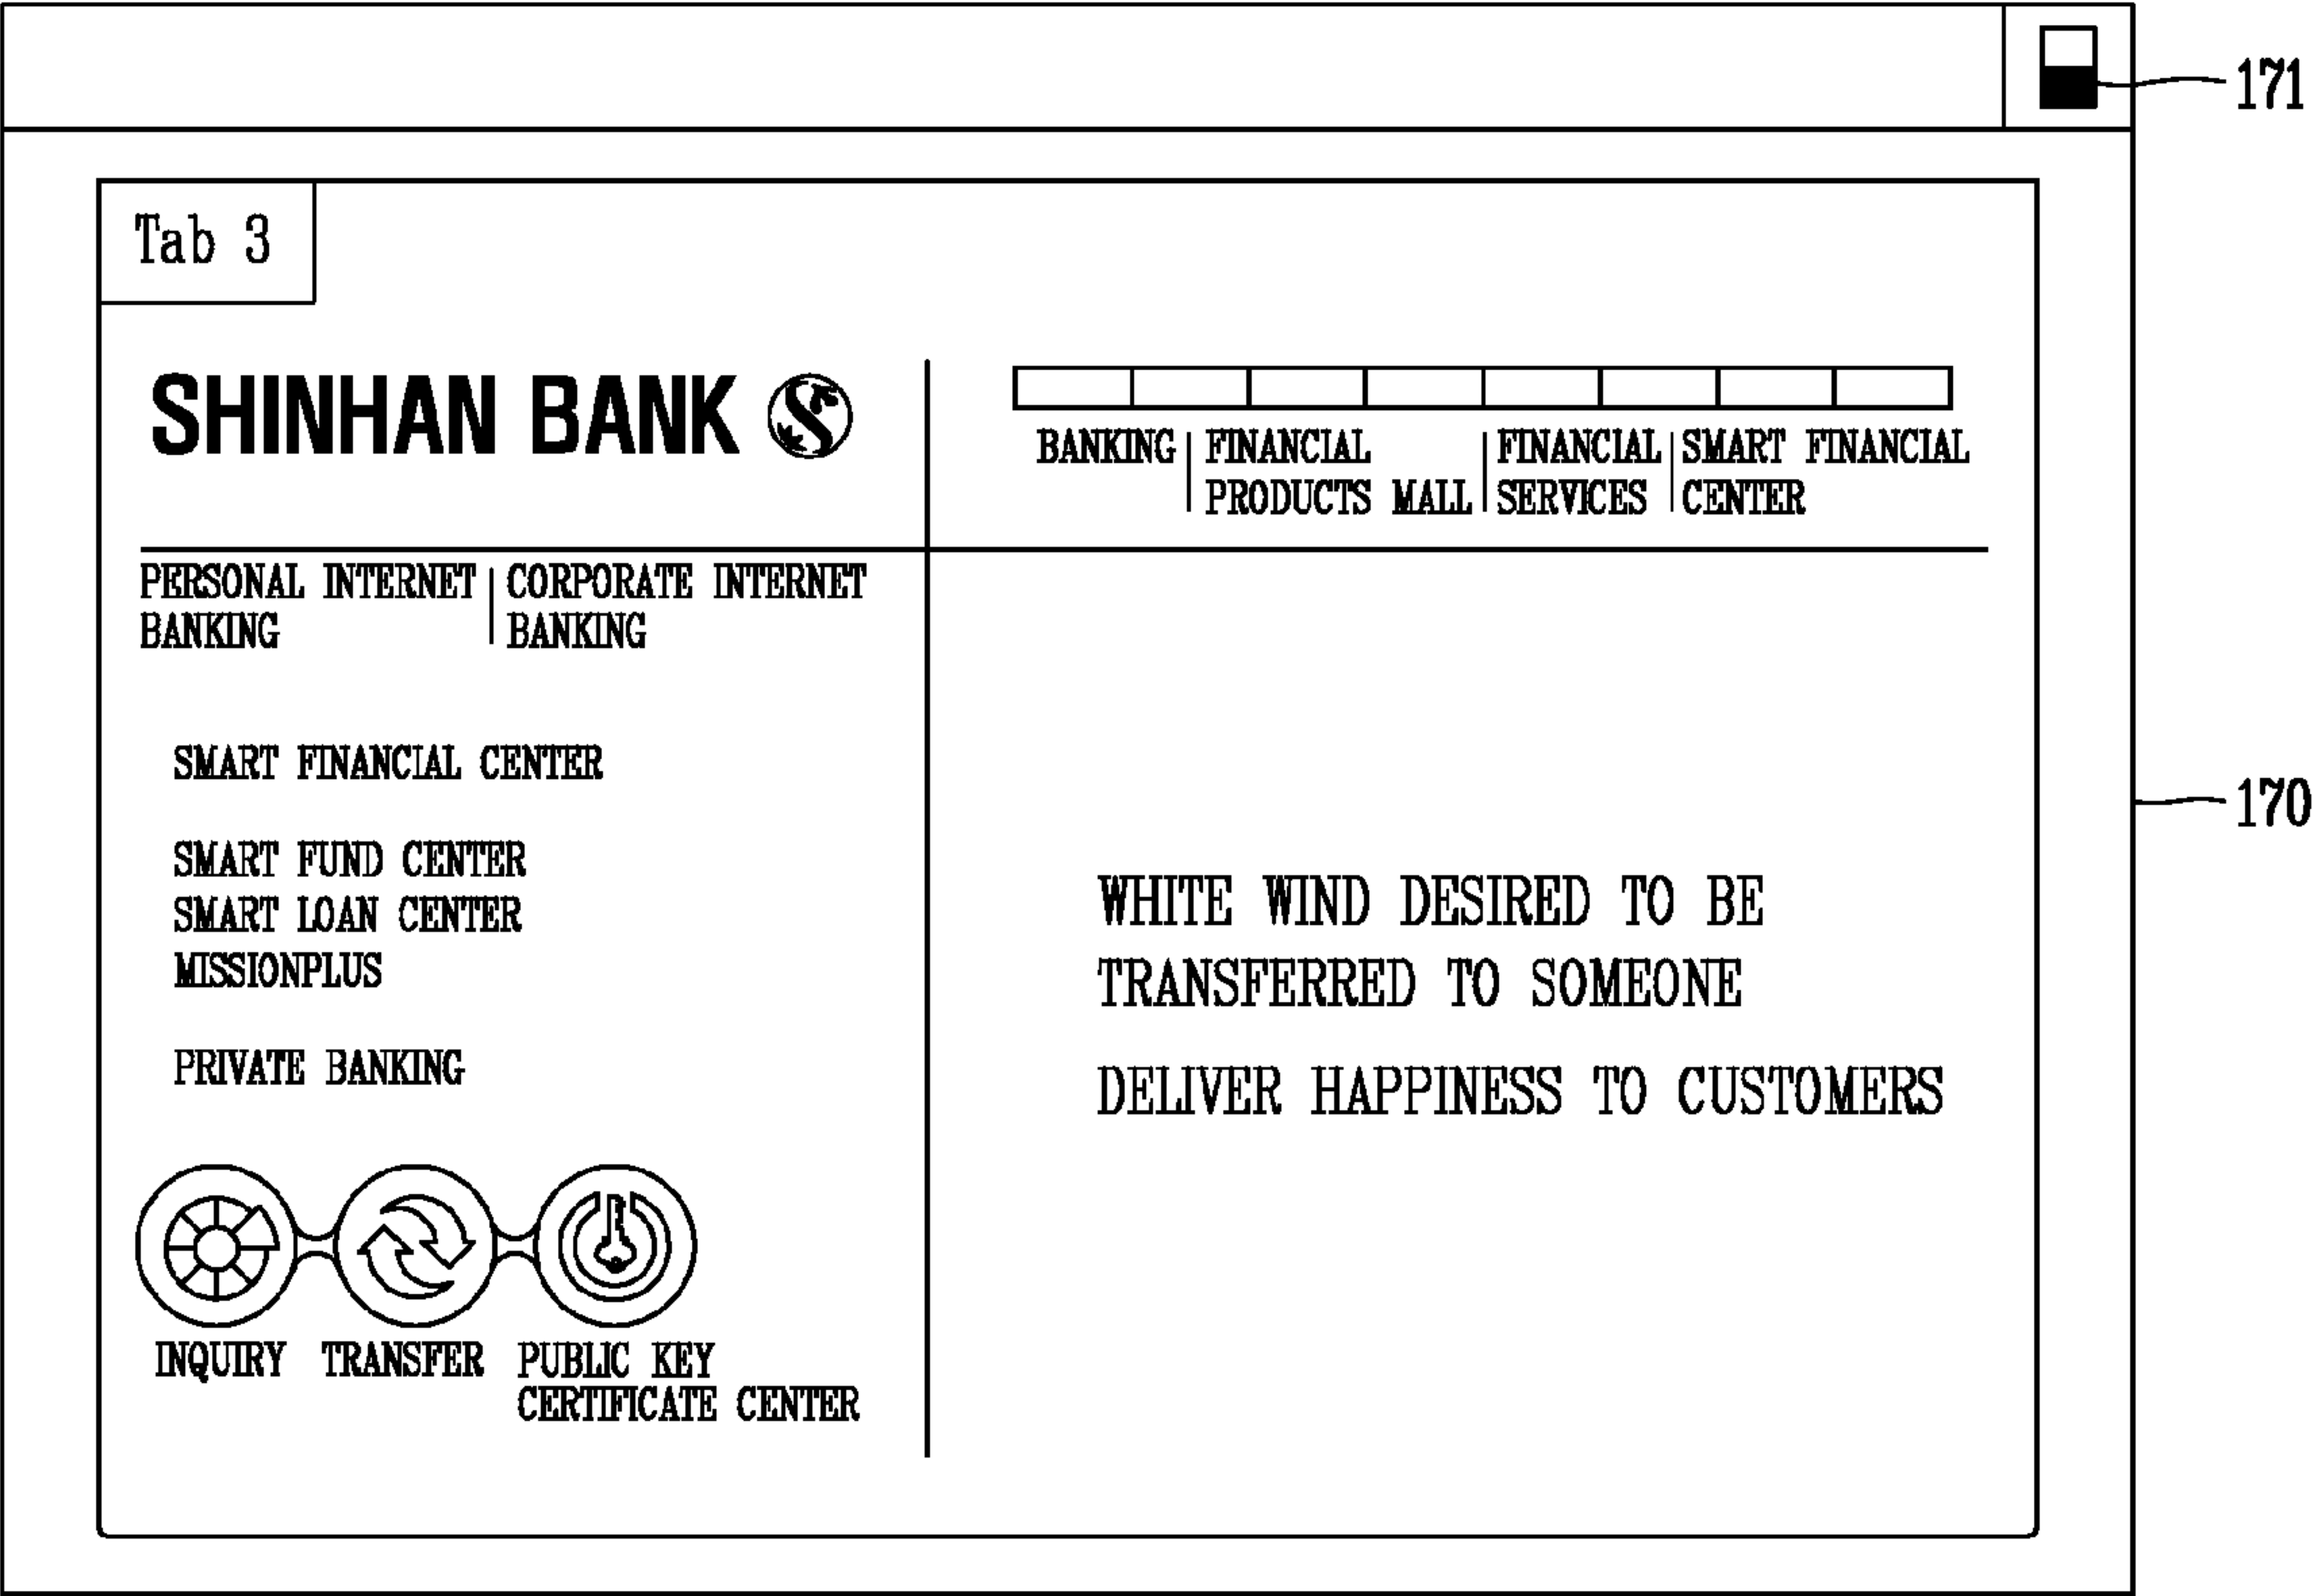 171
Tab 3
SHINHAN BANK
BANKING
FINANCIAL
PRODUCTS MALL
FINANCIAL
SERVICES
SMART FINANCIAL
CENTER
PERSONAL INTERNET
BANKING
CORPORATE INTERNET
BANKING
SMART FINANCIAL CENTER
SMART FUND CENTER
SMART LOAN CENTER
MISSIONPLUS
PRIVATE BANKING
INQUIRY
TRANSFER
PUBLIC KEY
CERTIFICATE CENTER
WHITE WIND DESIRED TO BE
TRANSFERRED TO SOMEONE
DELIVER HAPPINESS TO CUSTOMERS
170